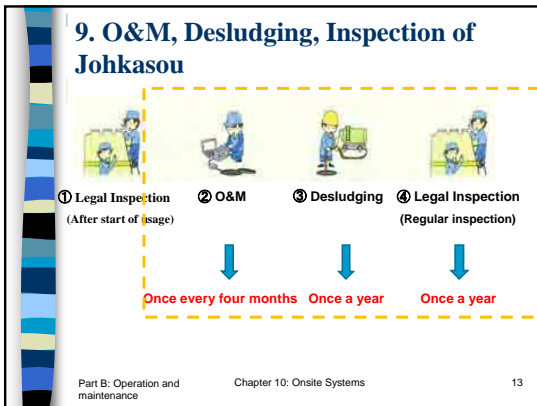 9. O&M, Desludging, Inspection of
Johkasou
① Legal Inspection
(After start of usage)
② O&M
③ Desludging
④ Legal Inspection
(Regular inspection)
Once every four months
Once a year
Once a year
Part B: Operation and
maintenance
Chapter 10: Onsite Systems
13